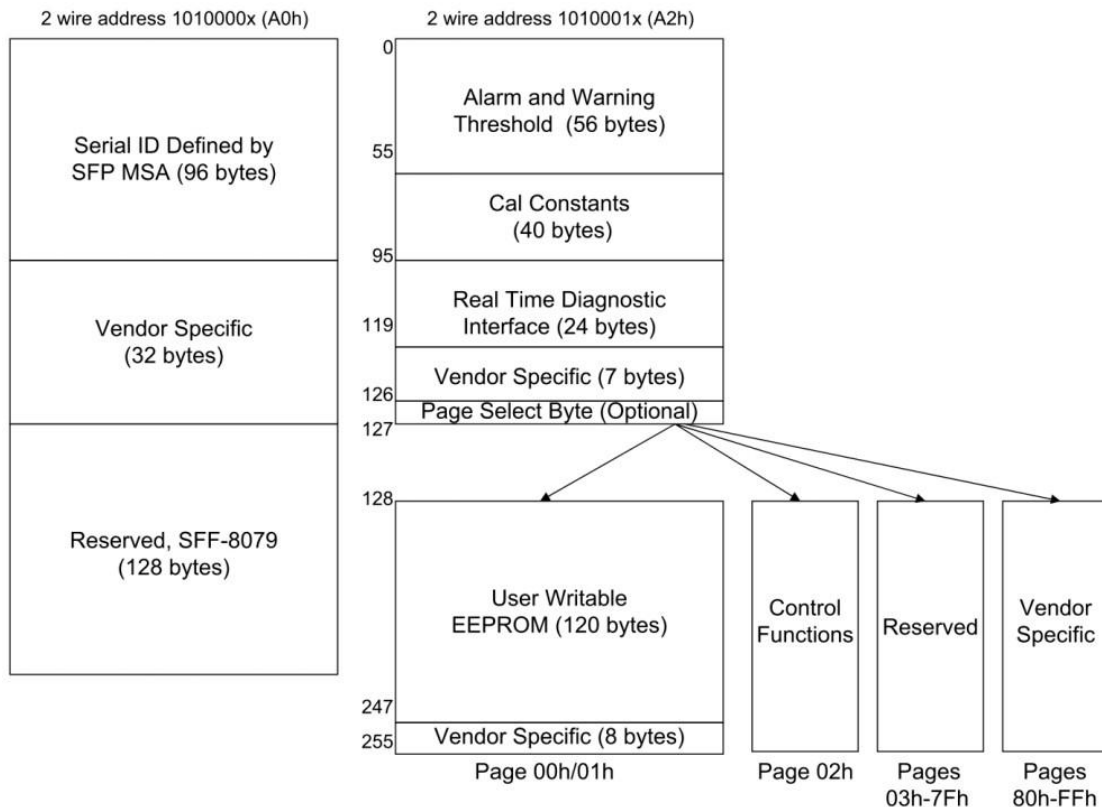 2 wire address 1010000x (A0h)
Serial ID Defined by
SFP MSA (96 bytes)
Vendor Specific
(32 bytes)
Reserved, SFF-8079
(128 bytes)
2 wire address 1010001x (A2h)
0
Alarm and Warning
Threshold (56 bytes)
55
Cal Constants
(40 bytes)
95
Real Time Diagnostic
Interface (24 bytes)
119
Vendor Specific (7 bytes)
126
Page Select Byte (Optional)
127
128
User Writable
EEPROM (120 bytes)
247
Vendor Specific (8 bytes)
255
Page 00h/01h
Control
Functions
Page 02h
Reserved
Pages
03h-7Fh
Vendor
Specific
Pages
80h-FFh